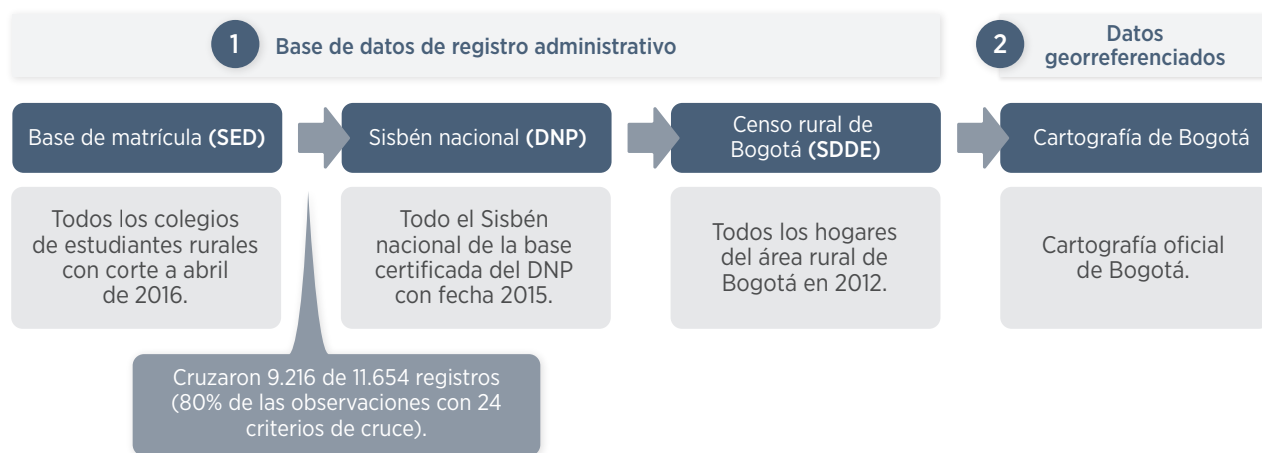 1
Base de datos de registro administrativo
2
Datos
georreferenciados
Base de matrícula (SED)
Sisbén nacional (DNP)
Censo rural de
Bogotá (SDDE)
Cartografía de Bogotá
Todos los colegios
de estudiantes rurales
con corte a abril
de 2016.
Todo el Sisbén
nacional de la base
certificada del DNP
con fecha 2015.
Todos los hogares
del área rural de
Bogotá en 2012.
Cartografía oficial
de Bogotá.
Cruzaron 9.216 de 11.654 registros
(80% de las observaciones con 24
criterios de cruce).